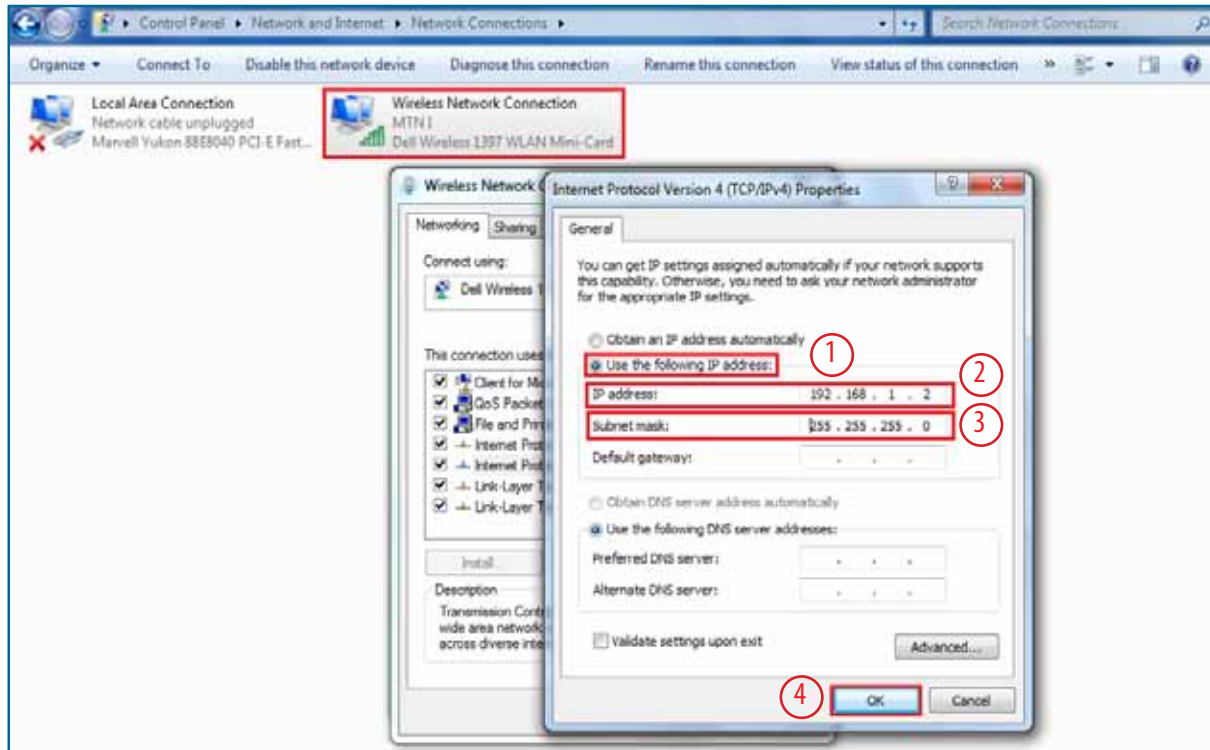 Control Panel ▸ Network and Internet ▸ Network Connections ▸
Search Network Connections
Organize
Connect To
Disable this network device
Diagnose this connection
Rename this connection
View status of this connection
»
Local Area Connection
Network cable unplugged
Marvell Yukon 88E8040 PCI-E Fast...
Wireless Network Connection
MTN I
Dell Wireless 1397 WLAN Mini-Card
Wireless Network
Networking
Sharing
Connect using:
Dell Wireless 1
This connection uses
Client for Mic
QoS Packet
File and Prin
Internet Prot
Internet Prot
Link-Layer T
Link-Layer T
Install...
Description
Transmission Contr
wide area network
across diverse inte
Internet Protocol Version 4 (TCP/IPv4) Properties
General
You can get IP settings assigned automatically if your network supports
this capability. Otherwise, you need to ask your network administrator
for the appropriate IP settings.
Obtain an IP address automatically
Use the following IP address:
1
IP address: 192 . 168 . 1 . 2
2
Subnet mask: 255 . 255 . 255 . 0
3
Default gateway: . . .
Obtain DNS server address automatically
Use the following DNS server addresses:
Preferred DNS server: . . .
Alternate DNS server: . . .
Validate settings upon exit
Advanced...
4
OK
Cancel